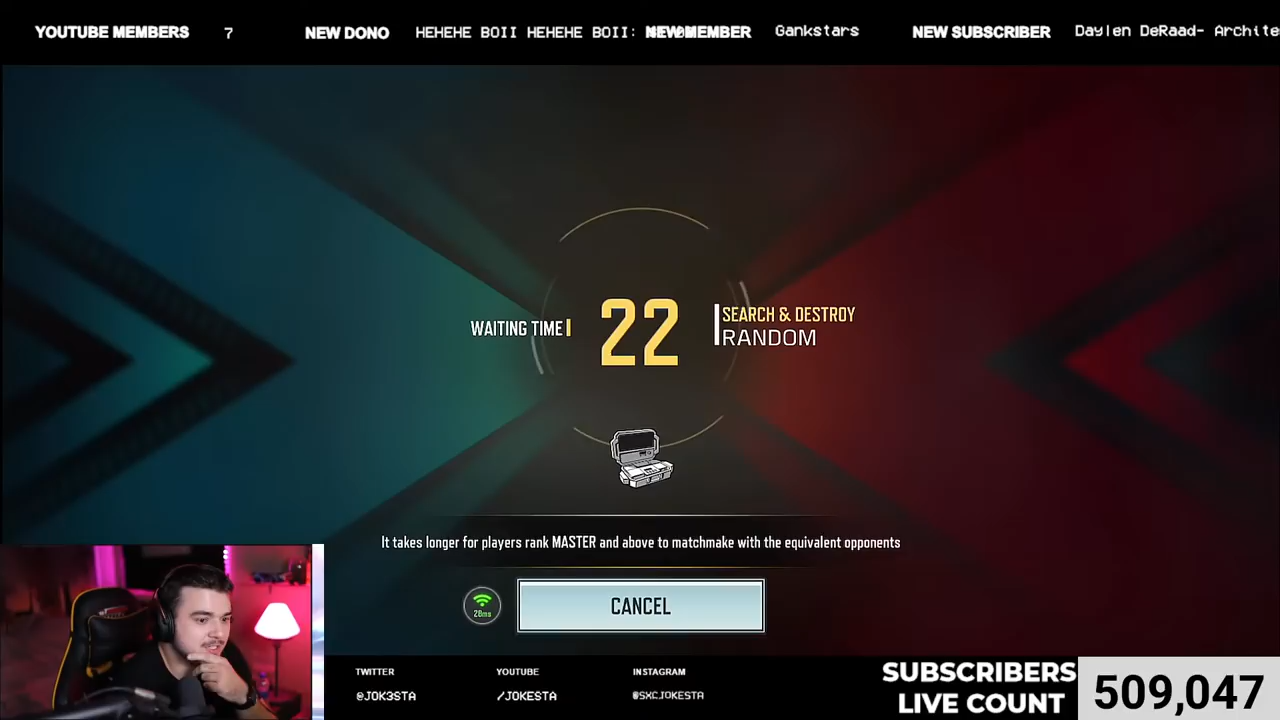 YOUTUBE MEMBERS 7 NEW DONO HEHEHE BOII HEHEHE BOII: NEW MEMBER Gankstars NEW SUBSCRIBER Daylen DeRaad- Archite
WAITING TIME
22
SEARCH & DESTROY
RANDOM
It takes longer for players rank MASTER and above to matchmake with the equivalent opponents
28ms
CANCEL
TWITTER
@JOK3STA
YOUTUBE
/JOKESTA
INSTAGRAM
@SXCJOKESTA
SUBSCRIBERS
LIVE COUNT
509,047